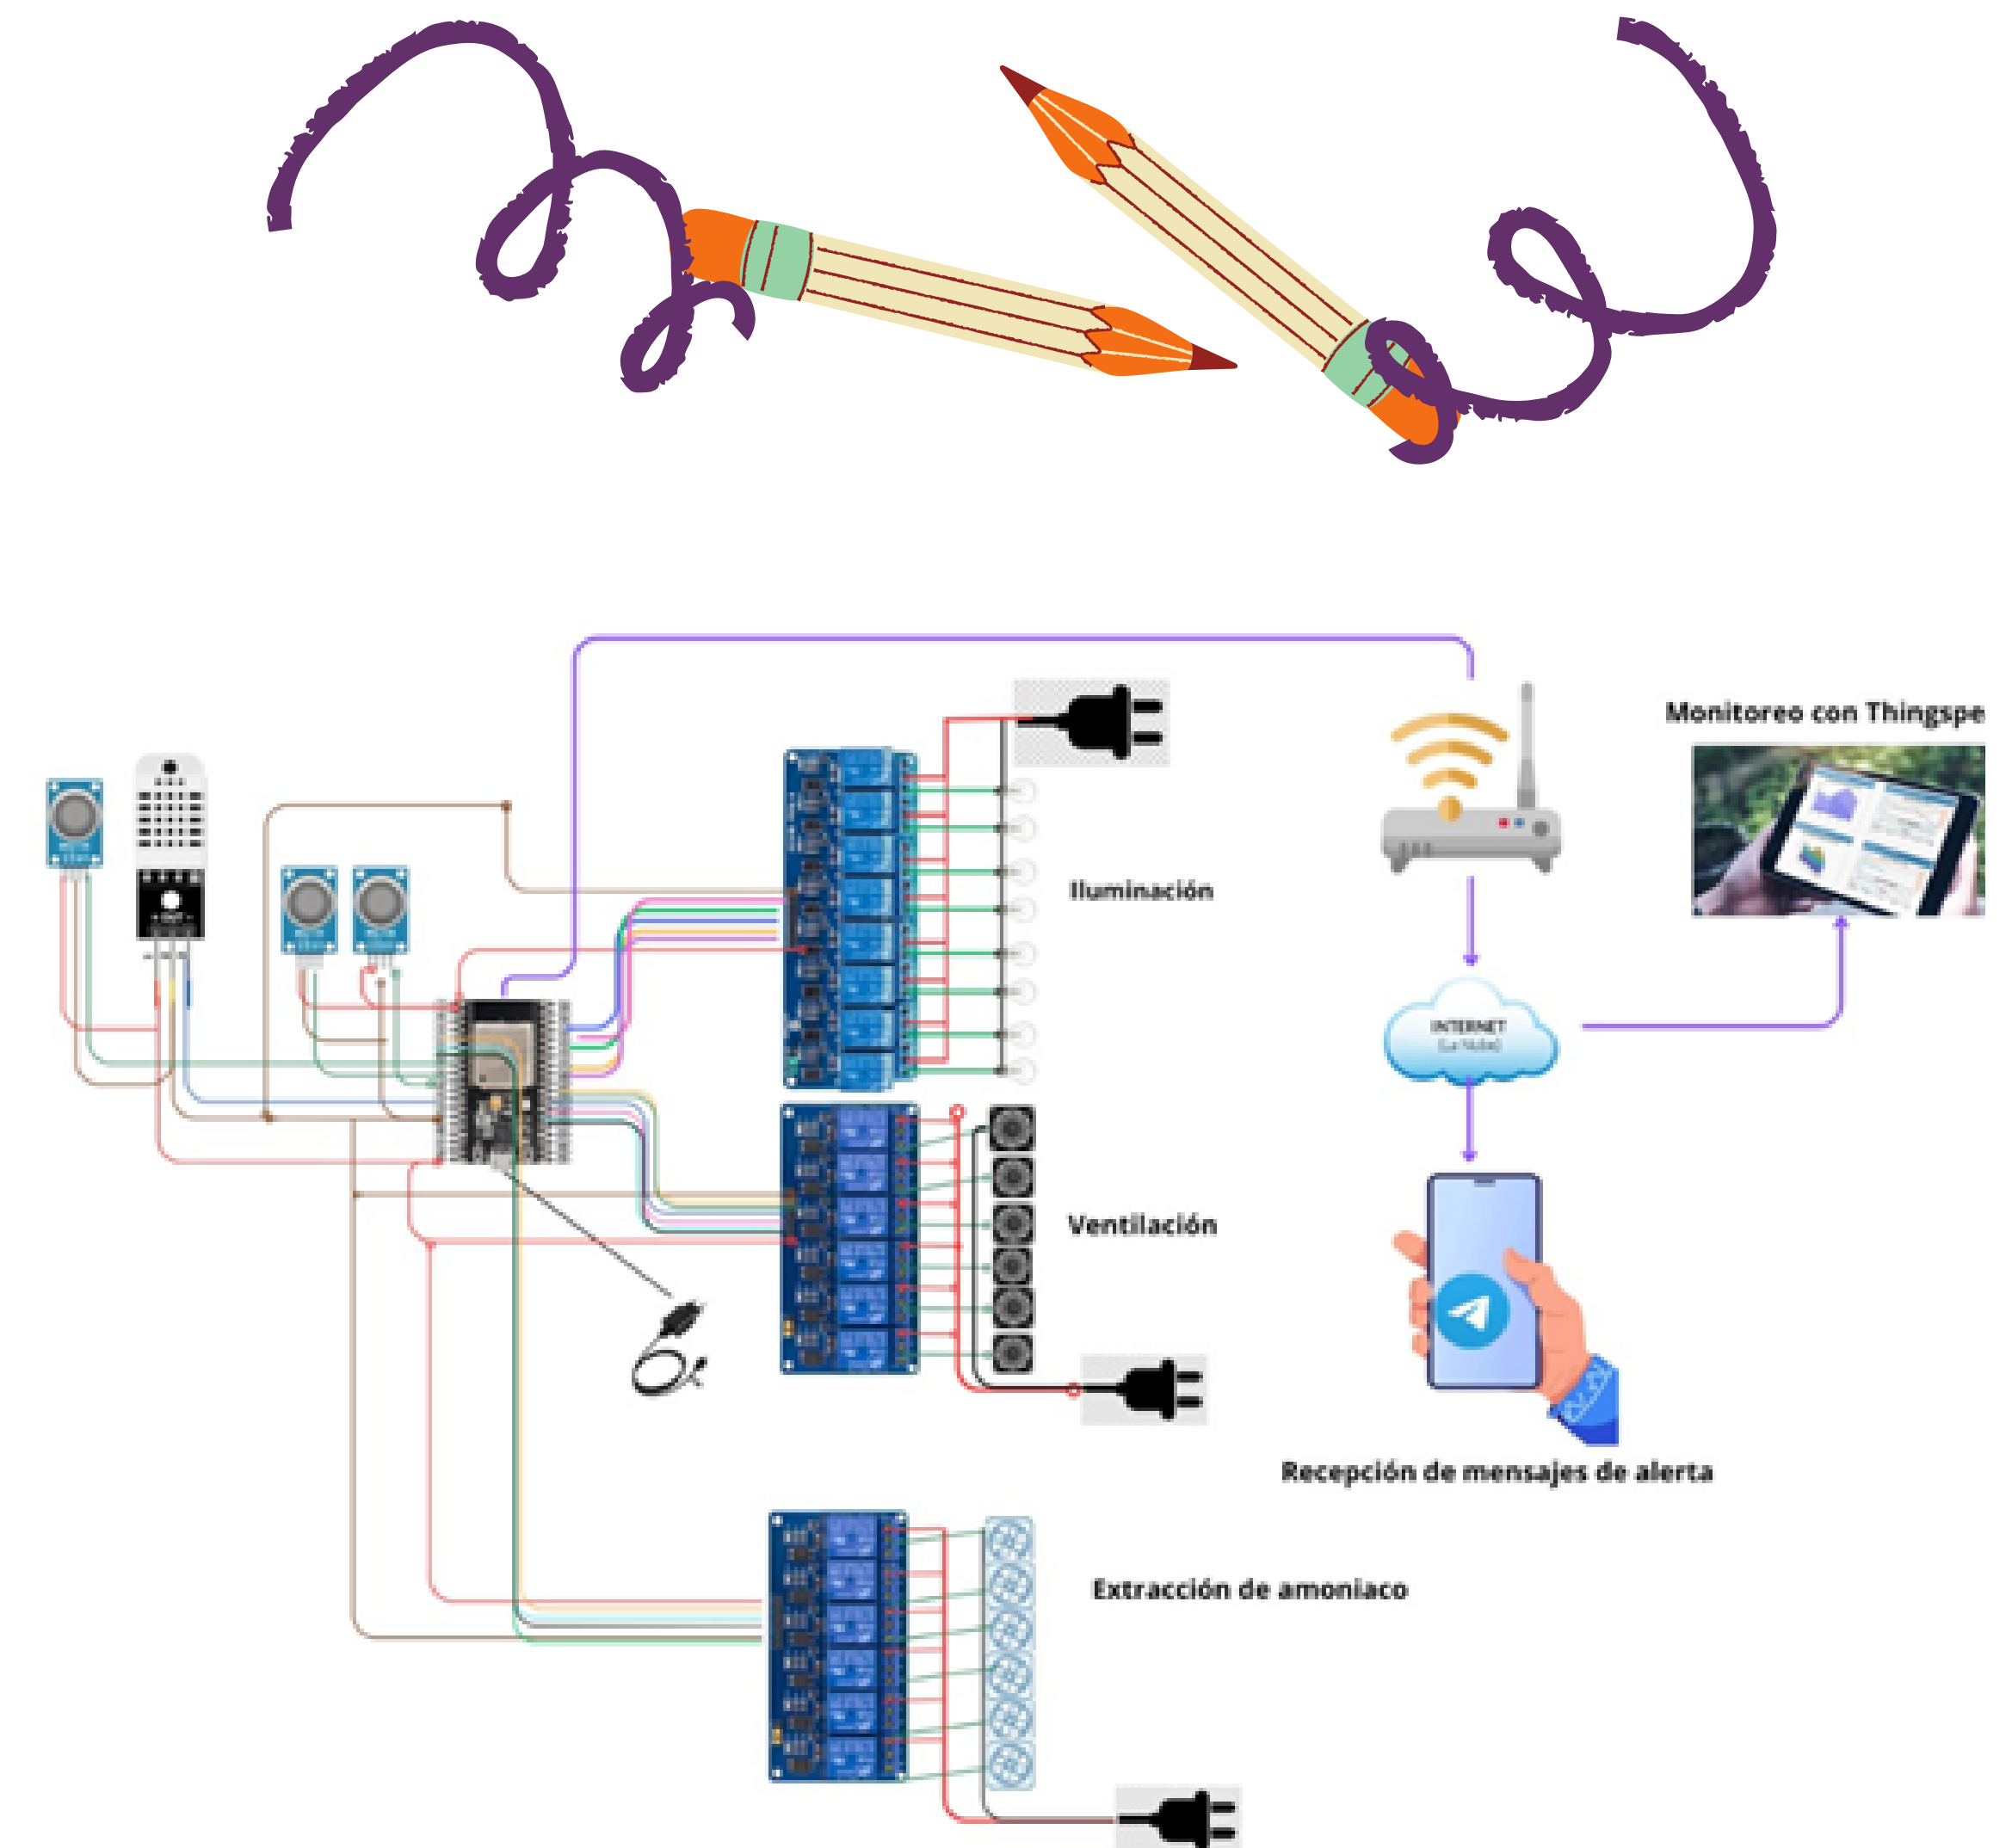 Monitoreo con Thingspe
Iluminación
INTERNET
Ventilación
Recepción de mensajes de alerta
Extracción de amoniaco